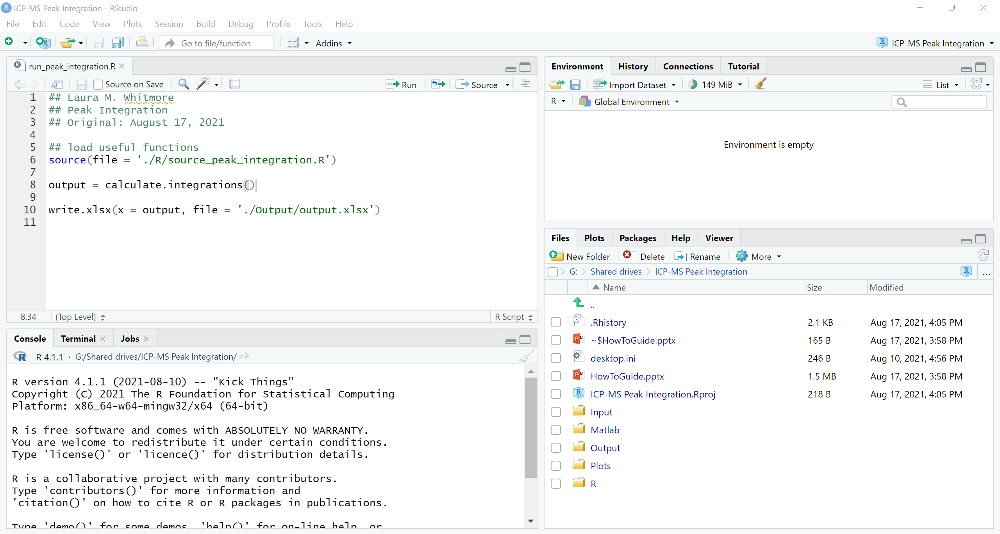 ICP-MS Peak Integration - RStudio
File Edit Code View Plots Session Build Debug Profile Tools Help
Go to file/function Addins ICP-MS Peak Integration
run_peak_integration.R
Source on Save Run Source
1 ## Laura M. Whitmore
2 ## Peak Integration
3 ## Original: August 17, 2021
4
5 ## load useful functions
6 source(file = './R/source_peak_integration.R')
7
8 output = calculate.integrations()
9
10 write.xlsx(x = output, file = './Output/output.xlsx')
11
8:34 (Top Level) R Script
Console Terminal Jobs
R 4.1.1 · G:/Shared drives/ICP-MS Peak Integration/
R version 4.1.1 (2021-08-10) -- "Kick Things"
Copyright (C) 2021 The R Foundation for Statistical Computing
Platform: x86_64-w64-mingw32/x64 (64-bit)
R is free software and comes with ABSOLUTELY NO WARRANTY.
You are welcome to redistribute it under certain conditions.
Type 'license()' or 'licence()' for distribution details.
R is a collaborative project with many contributors.
Type 'contributors()' for more information and
'citation()' on how to cite R or R packages in publications.
Type 'demo()' for some demos, 'help()' for on-line help, or
Environment History Connections Tutorial
Import Dataset 149 MiB List
R Global Environment
Environment is empty
Files Plots Packages Help Viewer
New Folder Delete Rename More
G: Shared drives ICP-MS Peak Integration ...
Name Size Modified
..
.Rhistory 2.1 KB Aug 17, 2021, 4:05 PM
~$HowToGuide.pptx 165 B Aug 17, 2021, 3:58 PM
desktop.ini 246 B Aug 10, 2021, 4:56 PM
HowToGuide.pptx 1.5 MB Aug 17, 2021, 3:58 PM
ICP-MS Peak Integration.Rproj 218 B Aug 17, 2021, 4:05 PM
Input
Matlab
Output
Plots
R